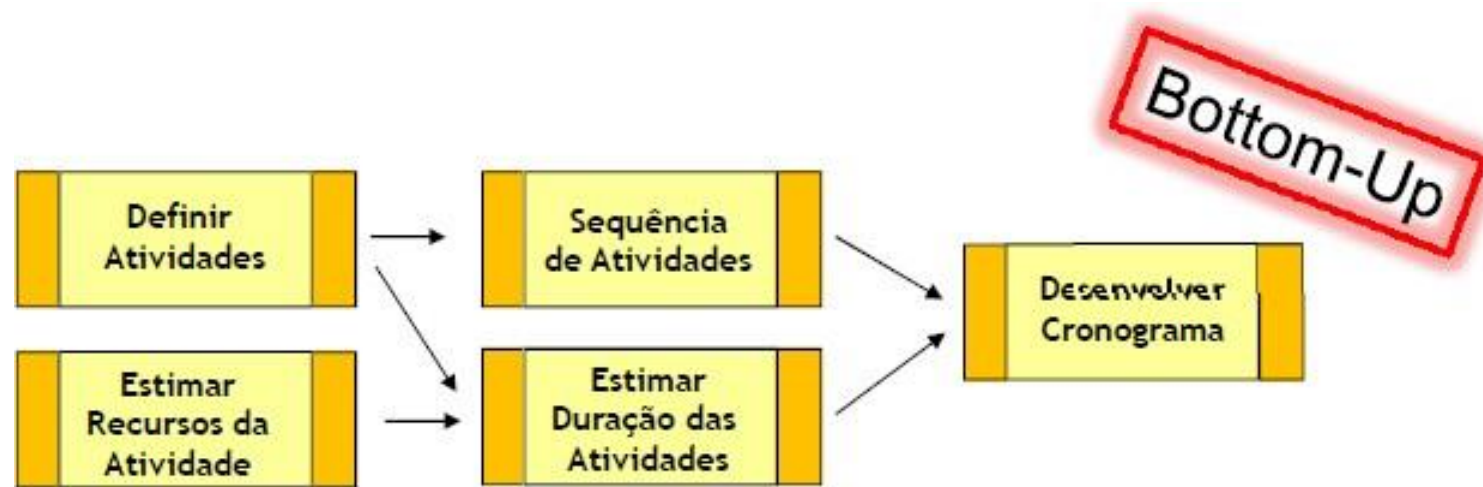 Bottom-Up
Definir
Atividades
Sequência
de Atividades
Desenvolver
Cronograma
Estimar
Recursos da
Atividade
Estimar
Duração das
Atividades